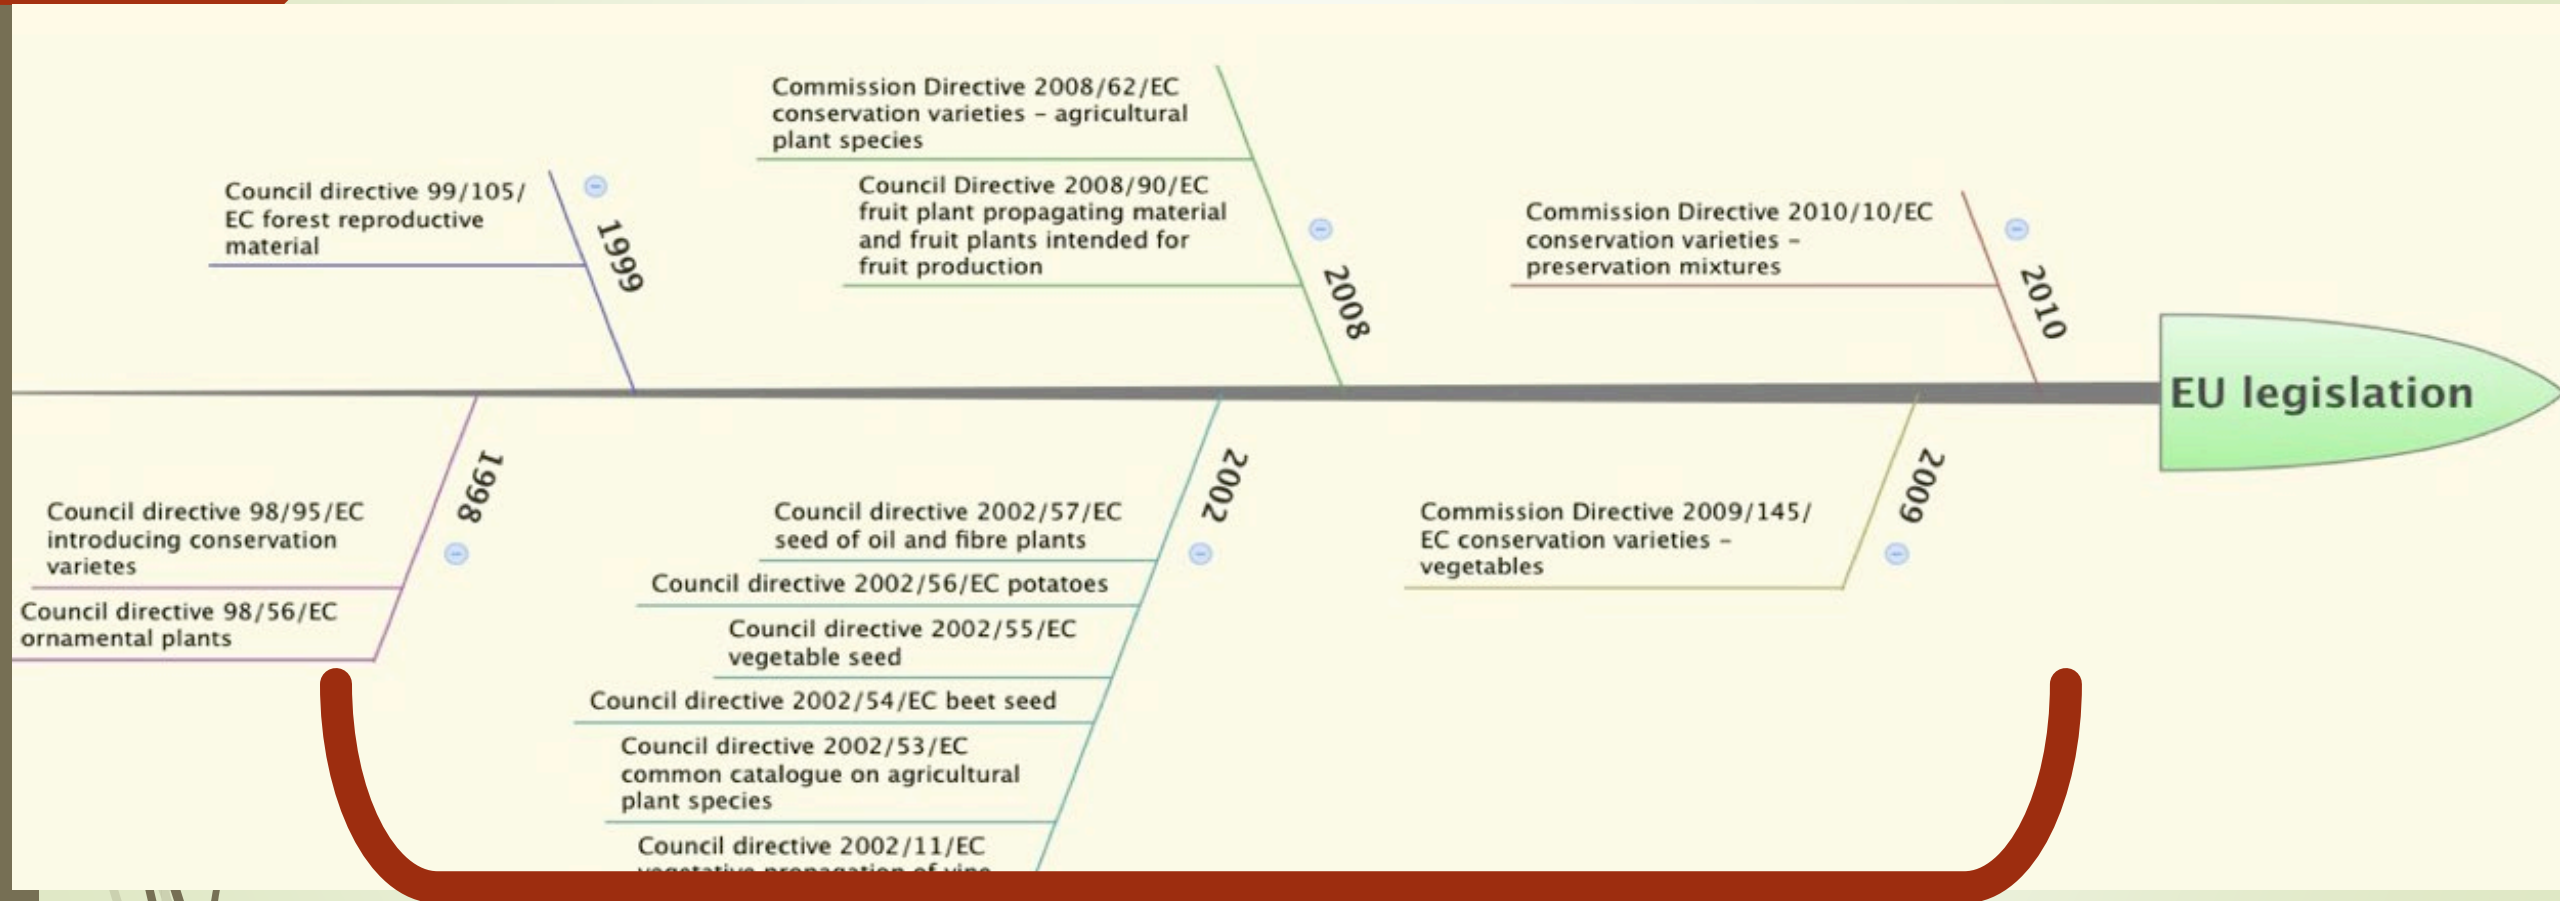 Commission Directive 2008/62/EC
conservation varieties – agricultural
plant species
Council directive 99/105/
EC forest reproductive
material
1999
Council Directive 2008/90/EC
fruit plant propagating material
and fruit plants intended for
fruit production
2008
Commission Directive 2010/10/EC
conservation varieties –
preservation mixtures
2010
EU legislation
1998
Council directive 98/95/EC
introducing conservation
varietes
Council directive 98/56/EC
ornamental plants
2002
Council directive 2002/57/EC
seed of oil and fibre plants
Council directive 2002/56/EC potatoes
Council directive 2002/55/EC
vegetable seed
Council directive 2002/54/EC beet seed
Council directive 2002/53/EC
common catalogue on agricultural
plant species
Council directive 2002/11/EC
vegetative propagation of vine
2009
Commission Directive 2009/145/
EC conservation varieties –
vegetables